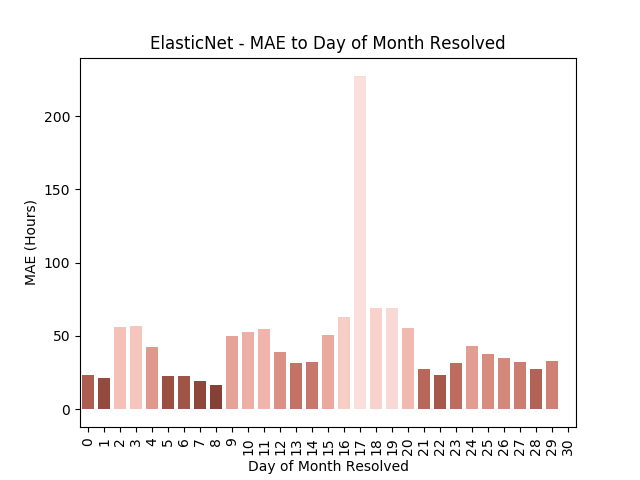 ElasticNet - MAE to Day of Month Resolved
200
150
100
50
0
MAE (Hours)
0 1 2 3 4 5 6 7 8 9 10 11 12 13 14 15 16 17 18 19 20 21 22 23 24 25 26 27 28 29 30
Day of Month Resolved